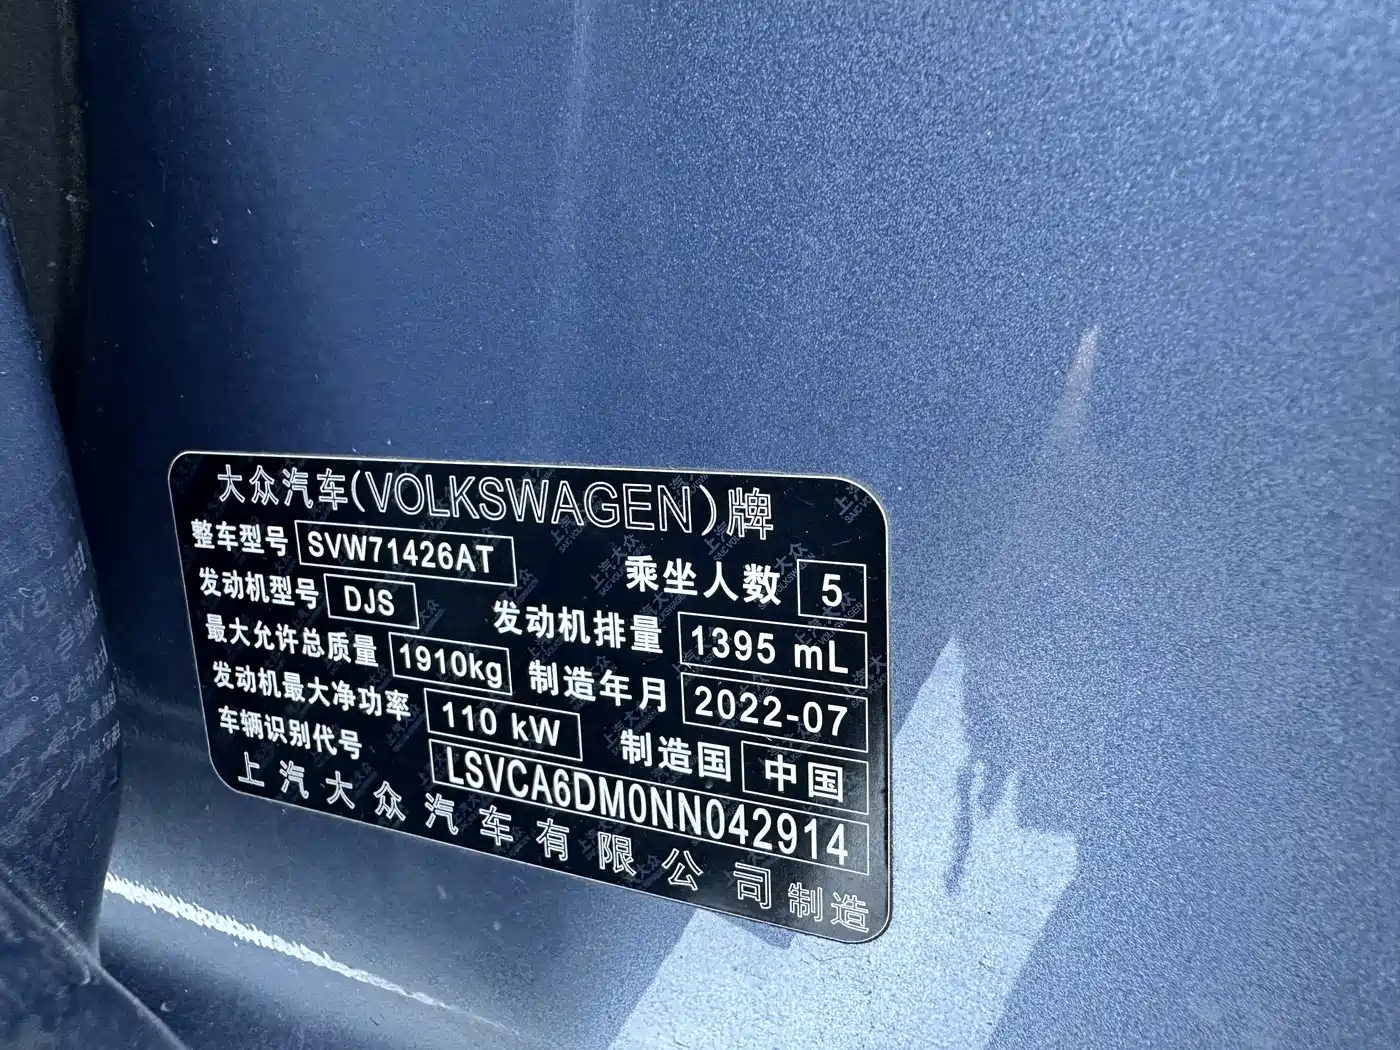 大众汽车(VOLKSWAGEN)牌
整车型号 SVW71426AT 乘坐人数 5
发动机型号 DJS 发动机排量 1395 mL
最大允许总质量 1910kg 制造年月 2022-07
发动机最大净功率 110 kW 制造国 中国
车辆识别代号 LSVCA6DM0NN042914
上汽大众汽车有限公司制造